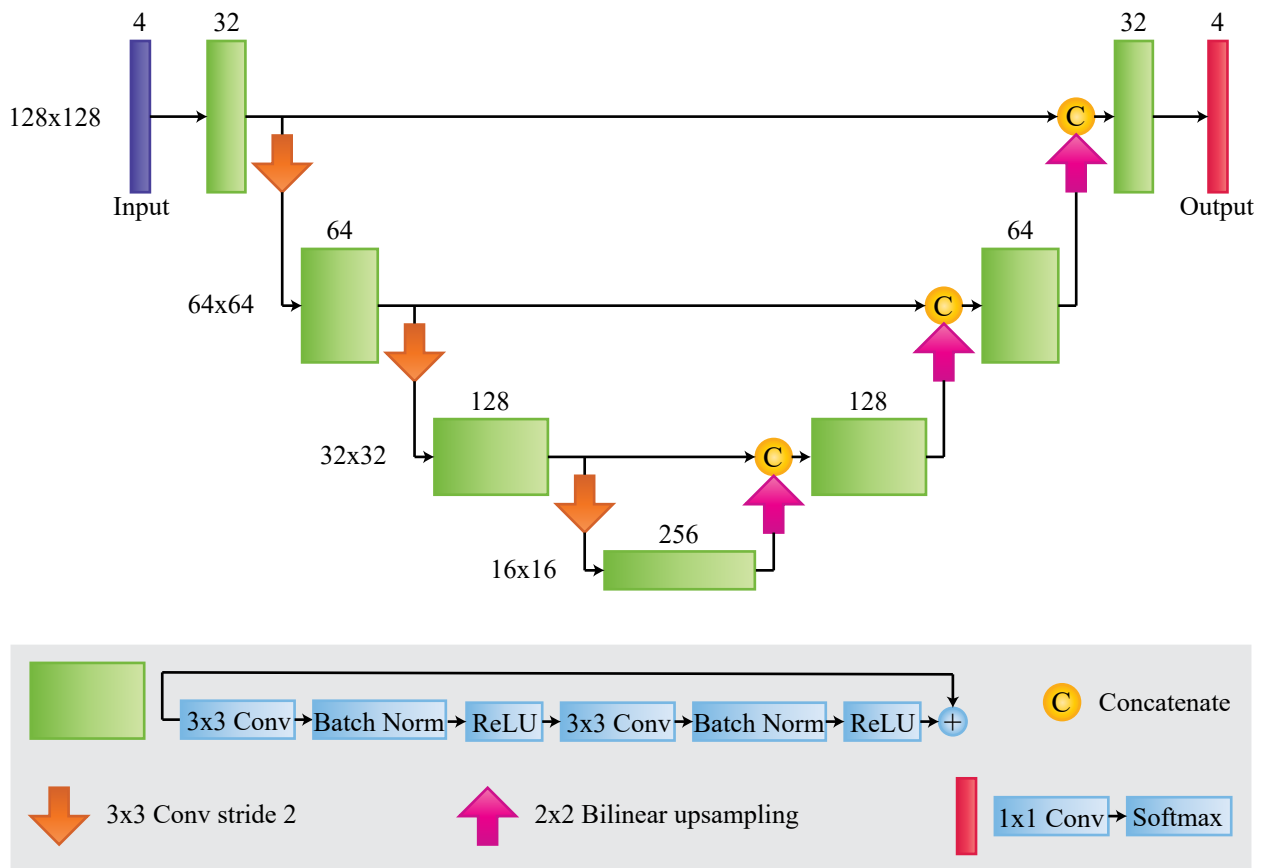 4
32
32
4
128x128
C
Input
Output
64
64
64x64
C
128
128
32x32
C
256
16x16
3x3 Conv
Batch Norm
ReLU
3x3 Conv
Batch Norm
ReLU
+
C
Concatenate
3x3 Conv stride 2
2x2 Bilinear upsampling
1x1 Conv
Softmax